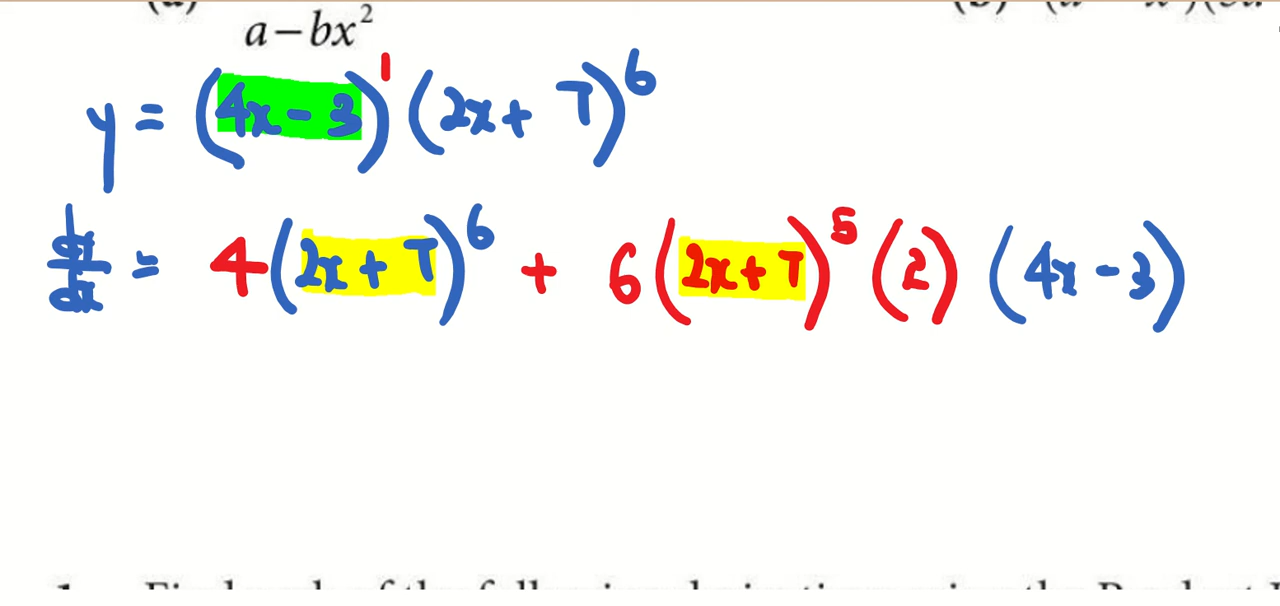 a − bx²
y = (4x − 3)¹ (2x + 7)⁶
dy/dx = 4(2x + 7)⁶ + 6(2x + 7)⁵ (2) (4x − 3)